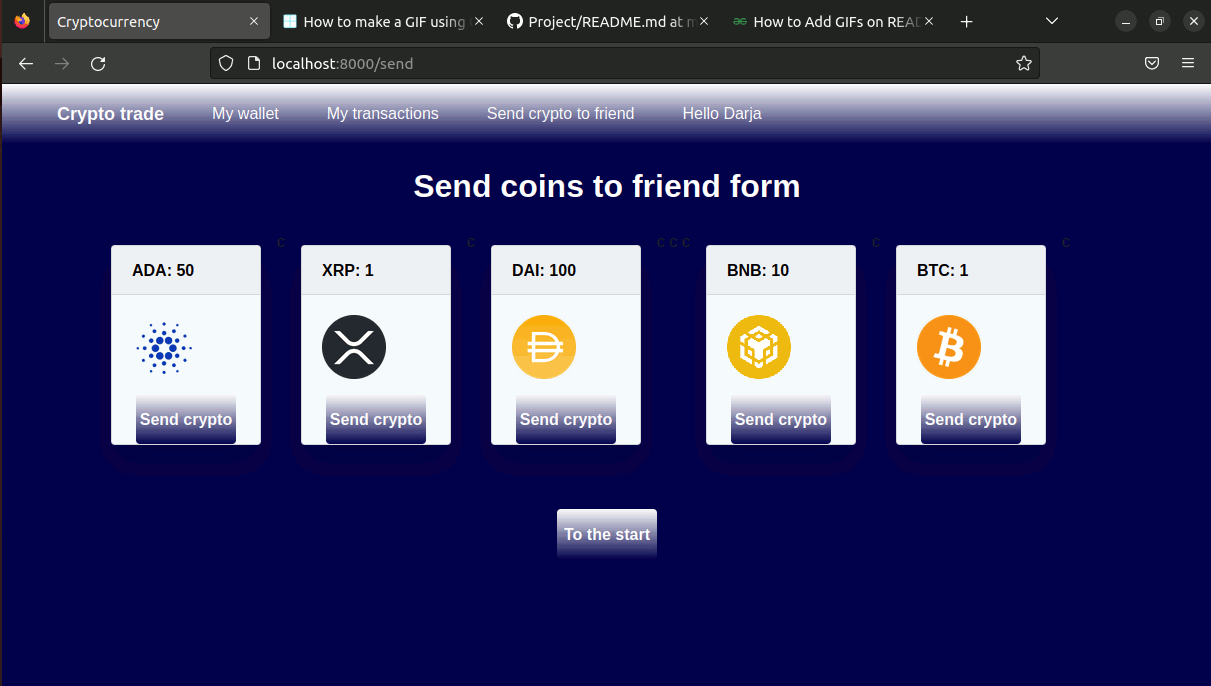 Cryptocurrency
How to make a GIF using
Project/README.md at m
How to Add GIFs on READ
localhost:8000/send
Crypto trade My wallet My transactions Send crypto to friend Hello Darja
Send coins to friend form
c c c c c c c
ADA: 50 XRP: 1 DAI: 100 BNB: 10 BTC: 1
Send crypto Send crypto Send crypto Send crypto Send crypto
To the start